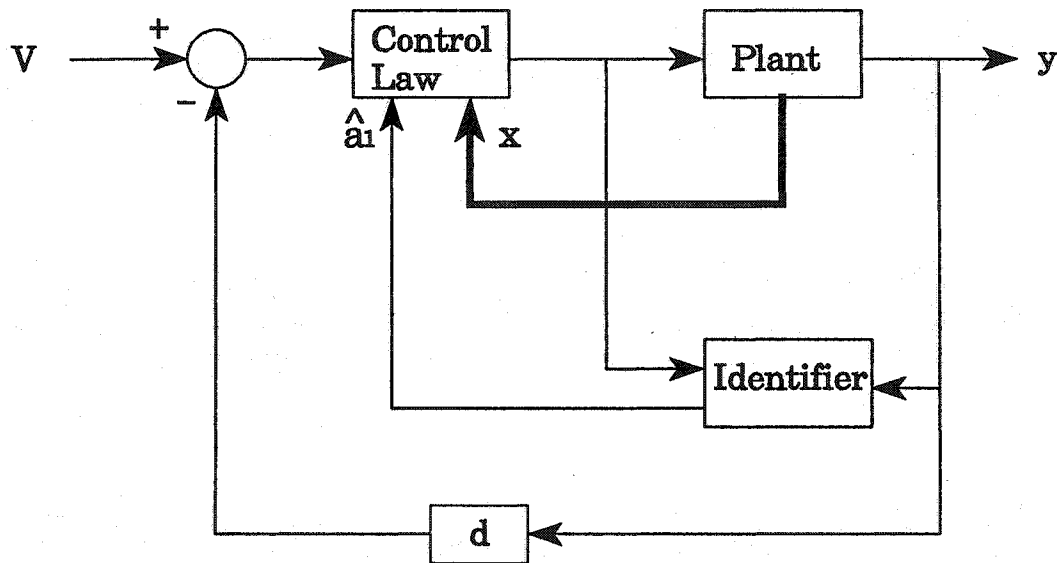 V
+
-
Control
Law
Plant
y
â1
x
Identifier
d